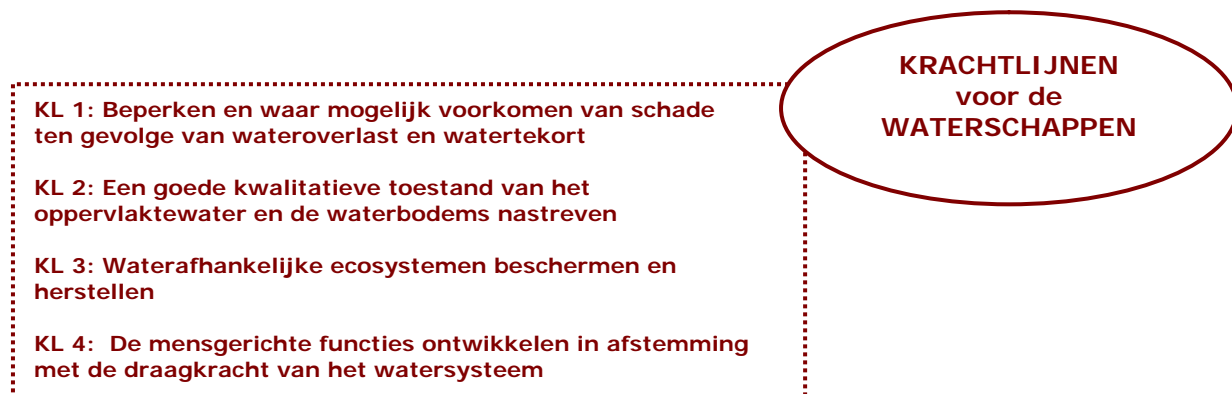 KRACHTLIJNEN
voor de
WATERSCHAPPEN
KL 1: Beperken en waar mogelijk voorkomen van schade
ten gevolge van wateroverlast en watertekort
KL 2: Een goede kwalitatieve toestand van het
oppervlaktewater en de waterbodems nastreven
KL 3: Waterafhankelijke ecosystemen beschermen en
herstellen
KL 4: De mensgerichte functies ontwikkelen in afstemming
met de draagkracht van het watersysteem